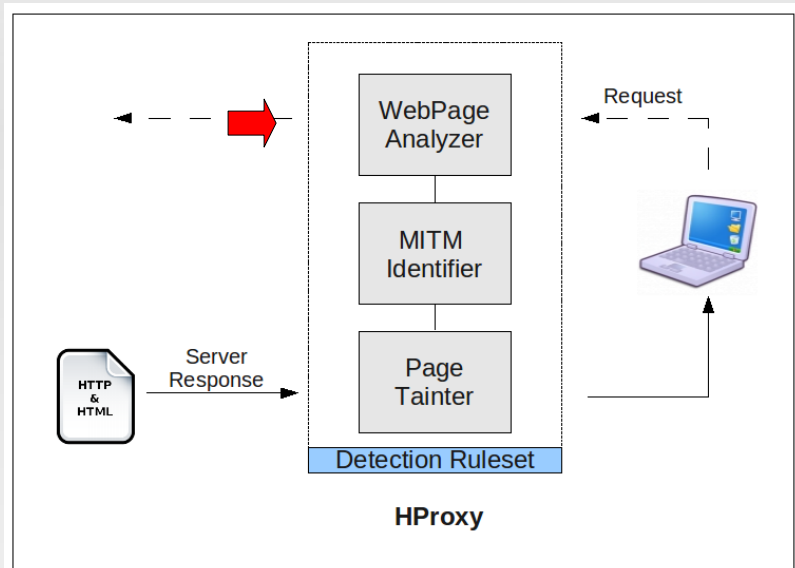 WebPage
Analyzer
Request
MITM
Identifier
Server
Response
HTTP
&
HTML
Page
Tainter
Detection Ruleset
HProxy